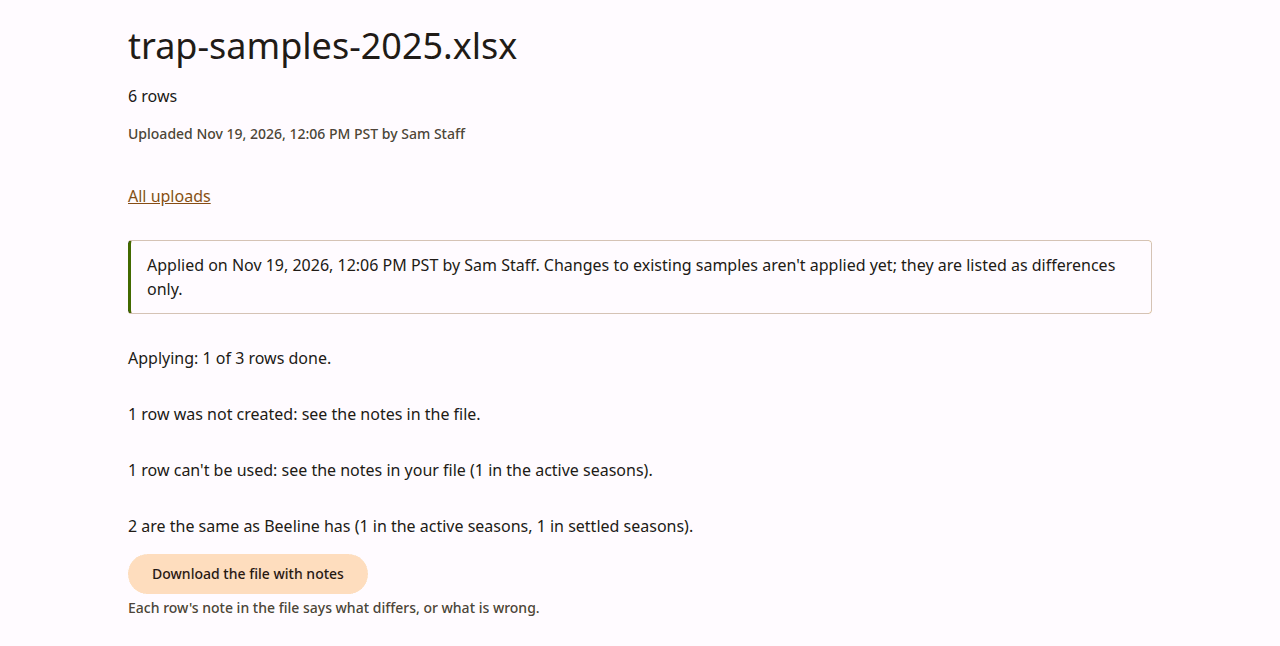 trap-samples-2025.xlsx
6 rows
Uploaded Nov 19, 2026, 12:06 PM PST by Sam Staff
All uploads
Applied on Nov 19, 2026, 12:06 PM PST by Sam Staff. Changes to existing samples aren't applied yet; they are listed as differences
only.
Applying: 1 of 3 rows done.
1 row was not created: see the notes in the file.
1 row can't be used: see the notes in your file (1 in the active seasons).
2 are the same as Beeline has (1 in the active seasons, 1 in settled seasons).
Download the file with notes
Each row's note in the file says what differs, or what is wrong.